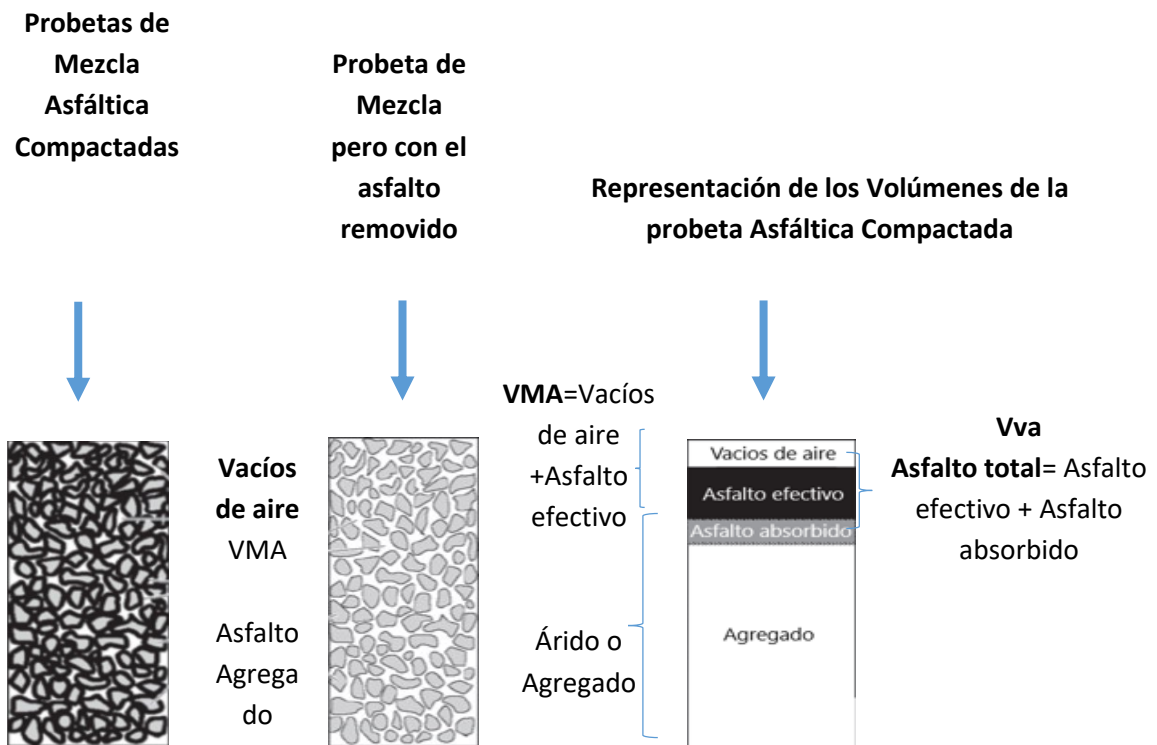 Probetas de
Mezcla
Asfáltica
Compactadas
Probeta de
Mezcla
pero con el
asfalto
removido
Representación de los Volúmenes de la
probeta Asfáltica Compactada
Vacíos
de aire
VMA
Asfalto
Agrega
do
VMA=Vacíos
de aire
+Asfalto
efectivo
Árido o
Agregado
Vacios de aire
Asfalto efectivo
Asfalto absorbido
Agregado
Vva
Asfalto total= Asfalto
efectivo + Asfalto
absorbido